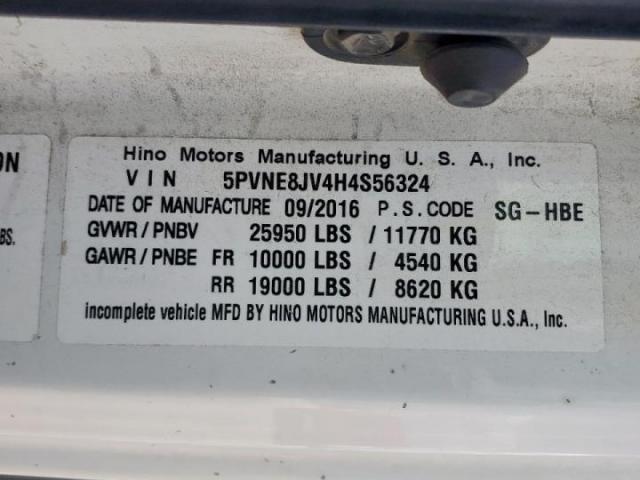 ON
BS.
Hino Motors Manufacturing U. S. A., Inc.
V I N 5PVNE8JV4H4S56324
DATE OF MANUFACTURE 09/2016 P.S.CODE SG-HBE
GVWR / PNBV 25950 LBS / 11770 KG
GAWR / PNBE FR 10000 LBS / 4540 KG
RR 19000 LBS / 8620 KG
incomplete vehicle MFD BY HINO MOTORS MANUFACTURING U.S.A., Inc.